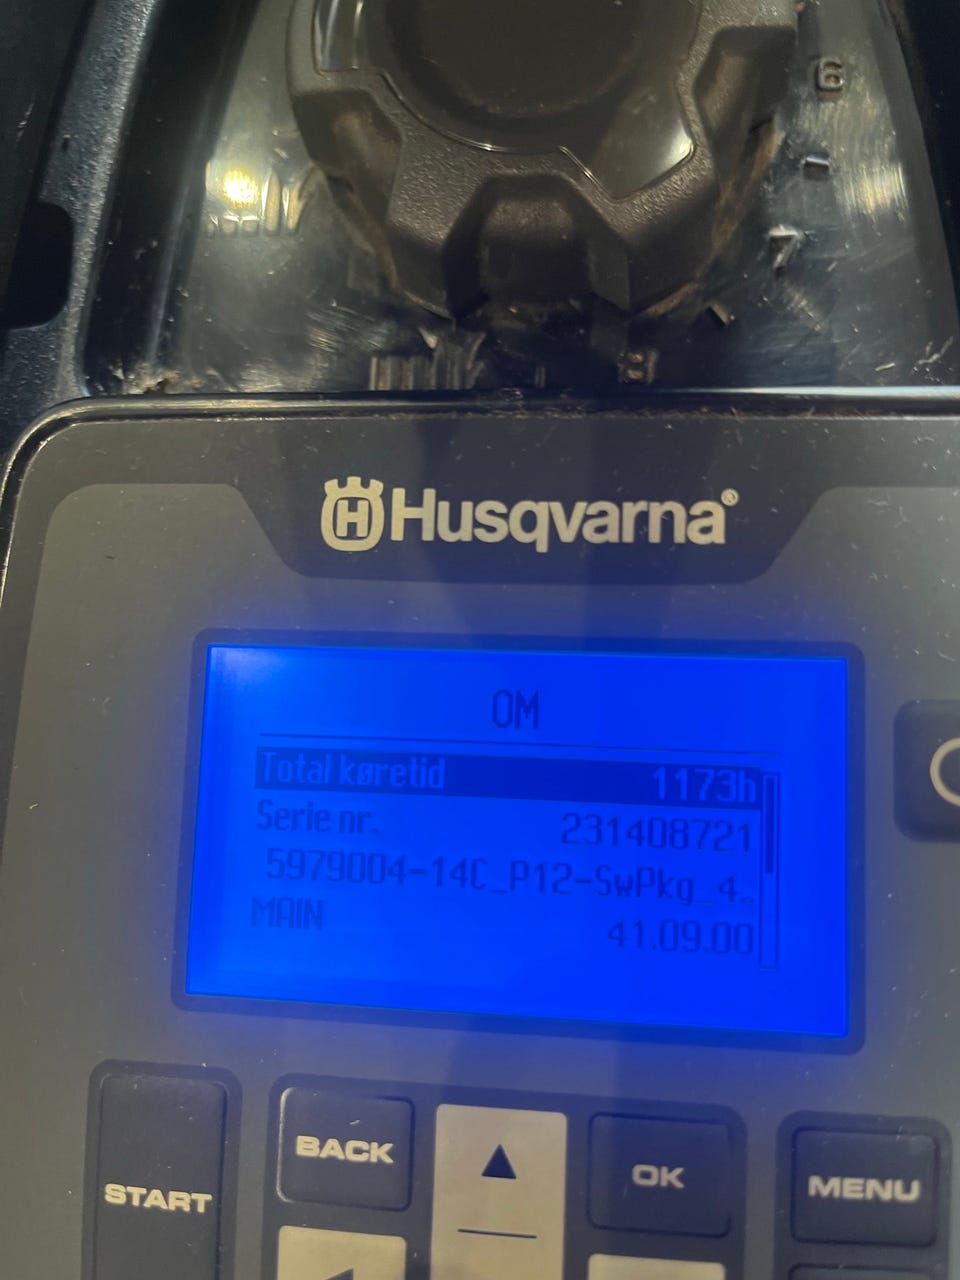 6
7
Husqvarna®
OM
Total køretid 1173h
Serie nr. 231408721
5979004-14C_P12-SwPkg_4..
MAIN 41.09.00
START
BACK
OK
MENU